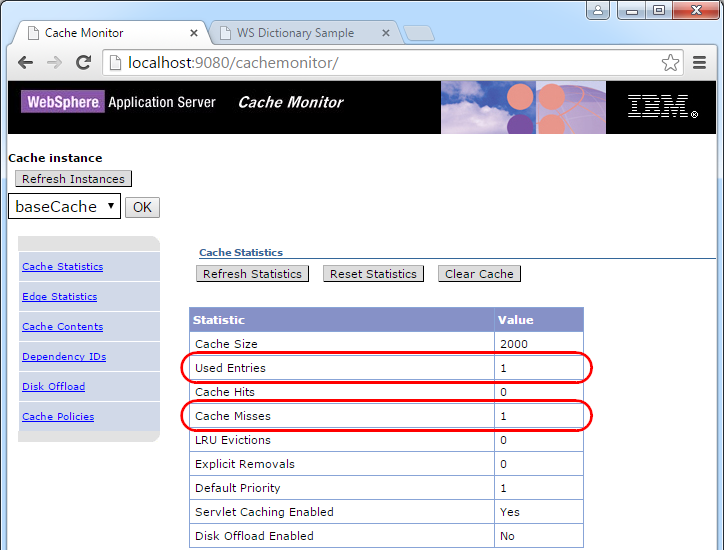 Cache Monitor
WS Dictionary Sample
localhost:9080/cachemonitor/
WebSphere Application Server Cache Monitor IBM®
Cache instance
Refresh Instances
baseCache OK
Cache Statistics
Edge Statistics
Cache Contents
Dependency IDs
Disk Offload
Cache Policies
Cache Statistics
Refresh Statistics Reset Statistics Clear Cache
Statistic Value
Cache Size 2000
Used Entries 1
Cache Hits 0
Cache Misses 1
LRU Evictions 0
Explicit Removals 0
Default Priority 1
Servlet Caching Enabled Yes
Disk Offload Enabled No